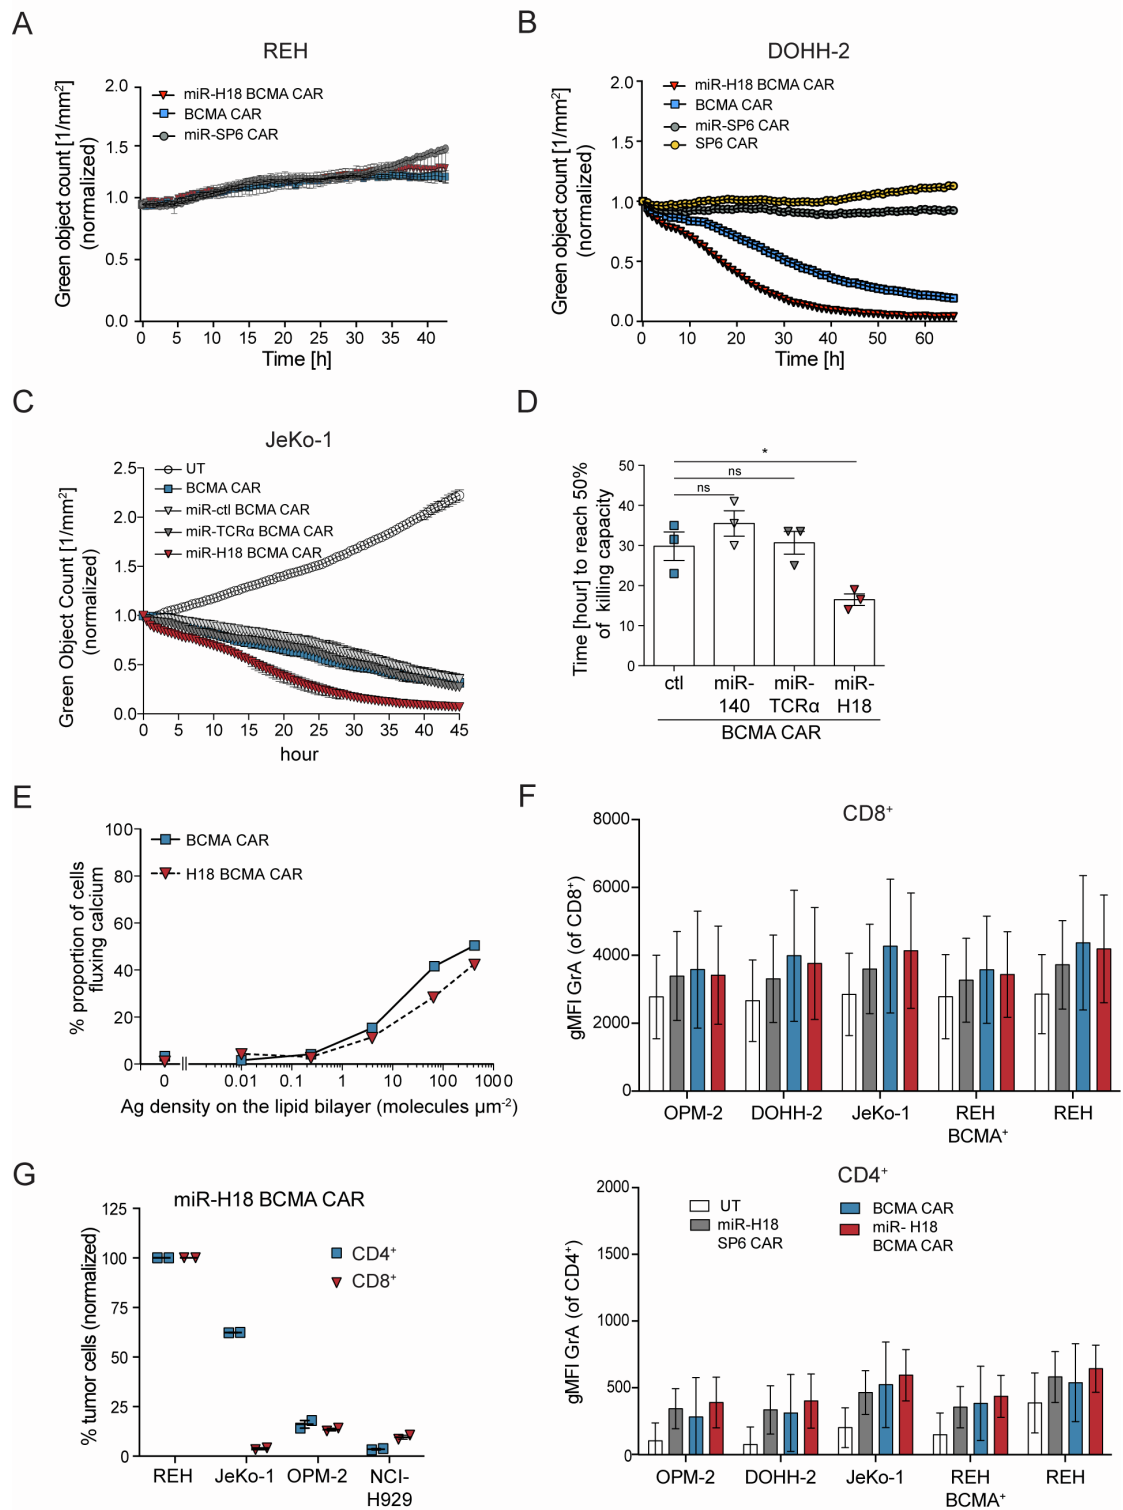 A
REH
Green object count [1/mm²]
(normalized)
2.0
1.5
1.0
0.5
0.0
miR-H18 BCMA CAR
BCMA CAR
miR-SP6 CAR
0 5 10 15 20 25 30 35 40
Time [h]
B
DOHH-2
Green object count [1/mm²]
(normalized)
2.0
1.5
1.0
0.5
0.0
miR-H18 BCMA CAR
BCMA CAR
miR-SP6 CAR
SP6 CAR
0 10 20 30 40 50 60
Time [h]
C
JeKo-1
Green Object Count [1/mm²]
(normalized)
2.5
2.0
1.5
1.0
0.5
0.0
UT
BCMA CAR
miR-ctl BCMA CAR
miR-TCRα BCMA CAR
miR-H18 BCMA CAR
0 5 10 15 20 25 30 35 40 45
hour
D
Time [hour] to reach 50%
of killing capacity
50
40
30
20
10
0
*
ns
ns
ctl miR- miR- miR-
140 TCRα H18
BCMA CAR
E
% proportion of cells
fluxing calcium
100
80
60
40
20
0
BCMA CAR
H18 BCMA CAR
0 0.01 0.1 1 10 100 1000
Ag density on the lipid bilayer (molecules µm⁻²)
F
CD8⁺
gMFI GrA (of CD8⁺)
8000
6000
4000
2000
0
OPM-2 DOHH-2 JeKo-1 REH REH
BCMA⁺
CD4⁺
gMFI GrA (of CD4⁺)
2000
1500
1000
500
0
UT
miR-H18
SP6 CAR
BCMA CAR
miR- H18
BCMA CAR
OPM-2 DOHH-2 JeKo-1 REH REH
BCMA⁺
G
miR-H18 BCMA CAR
% tumor cells (normalized)
125
100
75
50
25
0
CD4⁺
CD8⁺
REH JeKo-1 OPM-2 NCI-
H929